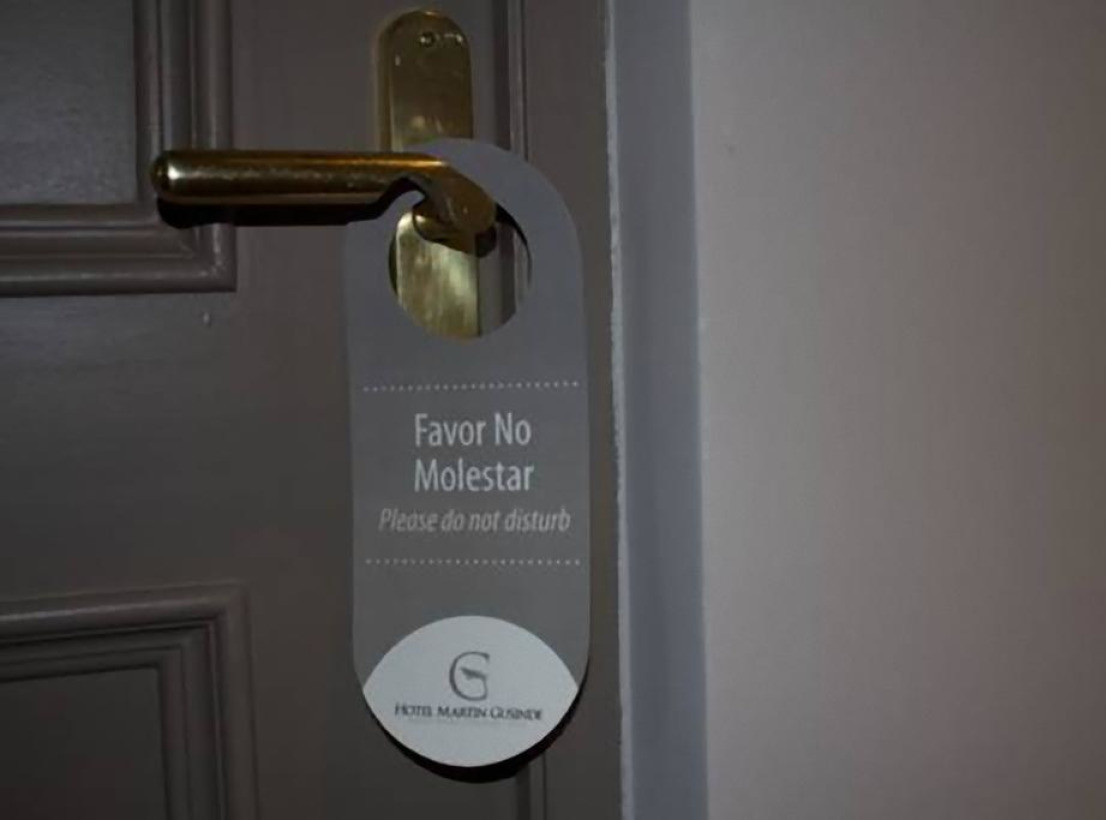 Favor No
Molestar
Please do not disturb
G
HOTEL MARTIN GUSINDE